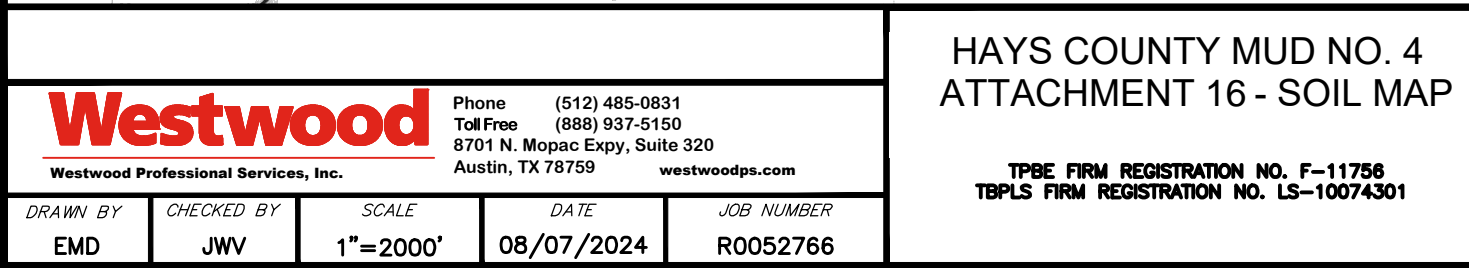 Westwood
Westwood Professional Services, Inc.
Phone (512) 485-0831
Toll Free (888) 937-5150
8701 N. Mopac Expy, Suite 320
Austin, TX 78759 westwoodps.com
DRAWN BY CHECKED BY SCALE DATE JOB NUMBER
EMD JWV 1"=2000' 08/07/2024 R0052766
HAYS COUNTY MUD NO. 4
ATTACHMENT 16 - SOIL MAP
TPBE FIRM REGISTRATION NO. F-11756
TBPLS FIRM REGISTRATION NO. LS-10074301